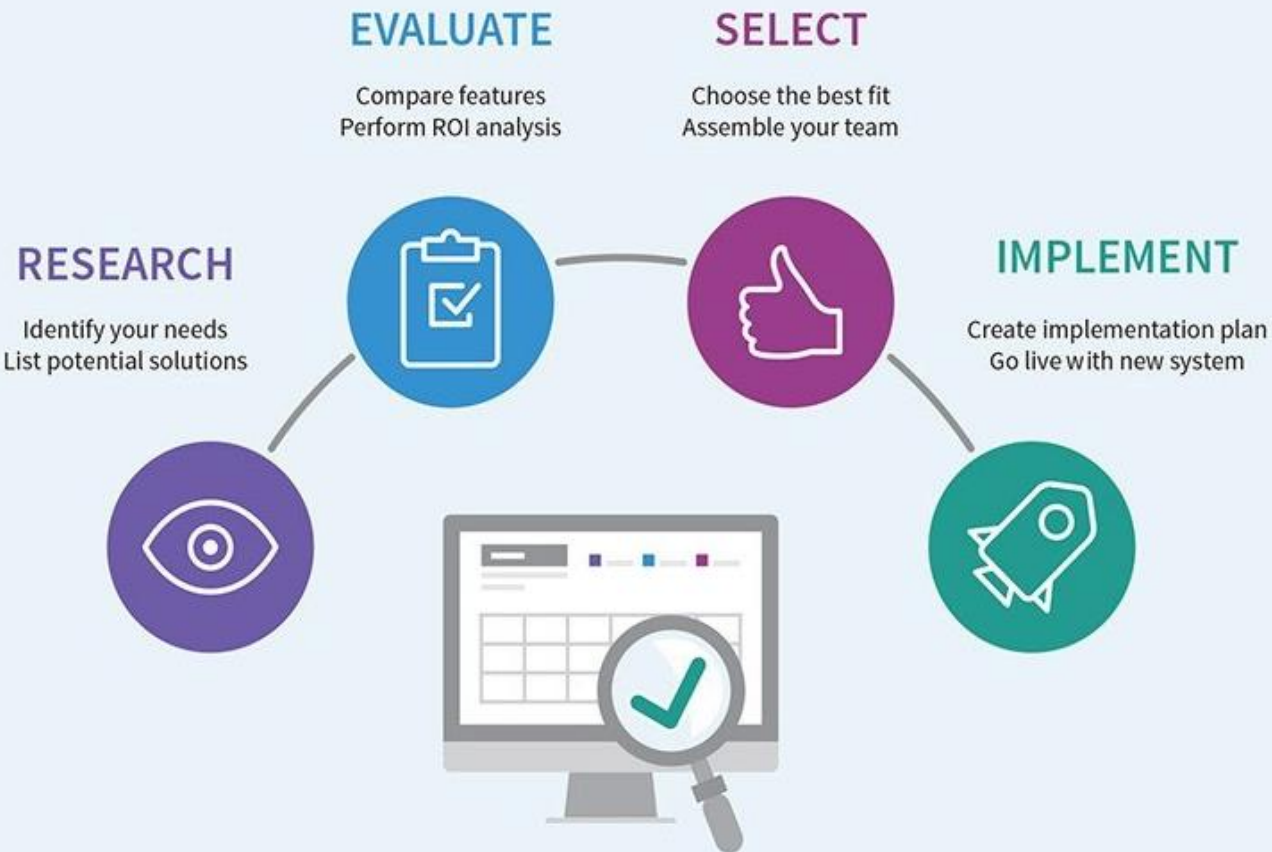 RESEARCH
Identify your needs
List potential solutions
EVALUATE
Compare features
Perform ROI analysis
SELECT
Choose the best fit
Assemble your team
IMPLEMENT
Create implementation plan
Go live with new system